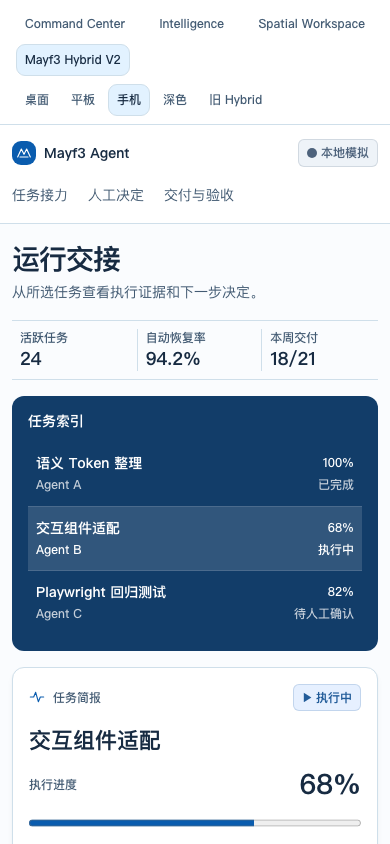 Command Center Intelligence Spatial Workspace
Mayf3 Hybrid V2
桌面 平板 手机 深色 旧 Hybrid
Mayf3 Agent 本地模拟
任务接力 人工决定 交付与验收
运行交接
从所选任务查看执行证据和下一步决定。
活跃任务 自动恢复率 本周交付
24 94.2% 18/21
任务索引
语义 Token 整理 100%
Agent A 已完成
交互组件适配 68%
Agent B 执行中
Playwright 回归测试 82%
Agent C 待人工确认
任务简报 执行中
交互组件适配
执行进度 68%